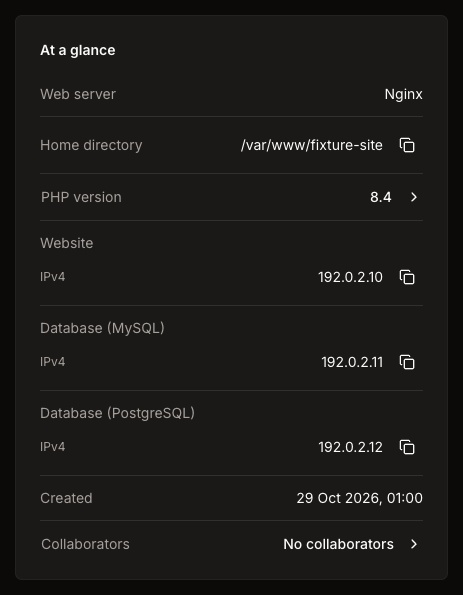 At a glance
Web server Nginx
Home directory /var/www/fixture-site
PHP version 8.4
Website
IPv4 192.0.2.10
Database (MySQL)
IPv4 192.0.2.11
Database (PostgreSQL)
IPv4 192.0.2.12
Created 29 Oct 2026, 01:00
Collaborators No collaborators